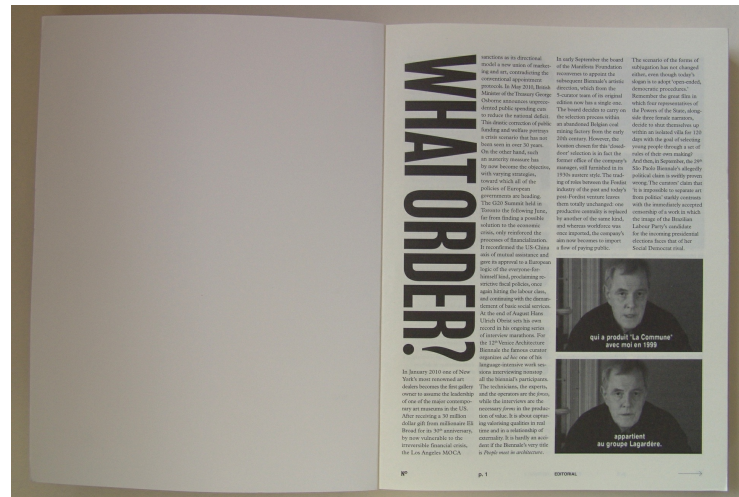 WHAT ORDER?
In January 2010 one of New
York's most renowned art
dealers becomes the first gallery
owner to assume the leadership
of one of the major contempo-
rary art museums in the US.
After receiving a 30 million
dollar gift from millionaire Eli
Broad for its 30th anniversary,
by now vulnerable to the
irreversible financial crisis,
the Los Angeles MOCA
sanctions as its directional
model a new union of market-
ing and art, contradicting the
conventional appointment
protocols. In May 2010, British
Minister of the Treasury George
Osborne announces unprece-
dented public spending cuts
to reduce the national deficit.
This drastic correction of public
funding and welfare portrays
a crisis scenario that has not
been seen in over 30 years.
On the other hand, such
an austerity measure has
by now become the objective,
with varying strategies,
toward which all of the
policies of European
governments are heading.
The G20 Summit held in
Toronto the following June,
far from finding a possible
solution to the economic
crisis, only reinforced the
processes of financialization.
It reconfirmed the US-China
axis of mutual assistance and
gave its approval to a European
logic of the everyone-for-
himself kind, proclaiming re-
strictive fiscal policies, once
again hitting the labour class,
and continuing with the disman-
tlement of basic social services.
At the end of August Hans
Ulrich Obrist sets his own
record in his ongoing series
of interview marathons. For
the 12th Venice Architecture
Biennale the famous curator
organizes ad hoc one of his
language-intensive work ses-
sions interviewing nonstop
all the biennial's participants.
The technicians, the experts,
and the operators are the force,
while the interviews are the
necessary forms in the produc-
tion of value. It is about captur-
ing valorising qualities in real
time and in a relationship of
externality. It is hardly an acci-
dent if the Biennale's very title
is People meet in architecture.
In early September the board
of the Manifesta Foundation
reconvenes to appoint the
subsequent Biennale's artistic
direction, which from the
5-curator team of its original
edition now has a single one.
The board decides to carry on
the selection process within
an abandoned Belgian coal
mining factory from the early
20th century. However, the
location chosen for this 'closed-
door' selection is in fact the
former office of the company's
manager, still furnished in its
1930s austere style. The trad-
ing of roles between the Fordist
industry of the past and today's
post-Fordist venture leaves
them totally unchanged: one
productive centrality is replaced
by another of the same kind,
and whereas workforce was
once imported, the company's
aim now becomes to import
a flow of paying public.
The scenario of the forms of
subjugation has not changed
either, even though today's
slogan is to adopt 'open-ended,
democratic procedures.'
Remember the great film in
which four representatives of
the Powers of the State, along-
side three female narrators,
decide to shut themselves up
within an isolated villa for 120
days with the goal of selecting
young people through a set of
rules of their own making?
And then, in September, the 29th
São Paolo Biennale's allegedly
political claim is swiftly proven
wrong. The curators' claim that
'it is impossible to separate art
from politics' starkly contrasts
with the immediately accepted
censorship of a work in which
the image of the Brazilian
Labour Party's candidate
for the incoming presidential
elections faces that of her
Social Democrat rival.
qui a produit "La Commune"
avec moi en 1999
appartient
au groupe Lagardère.
Nº
p. 1
EDITORIAL